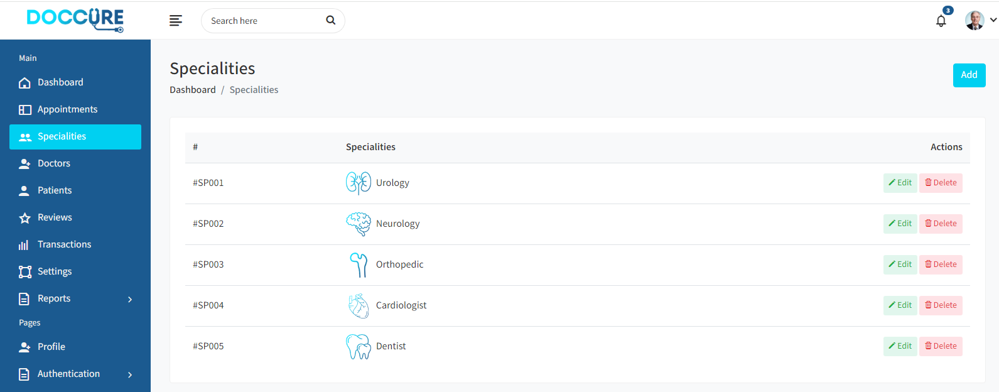 DOCCURE
Search here
3
Main
Dashboard
Appointments
Specialities
Doctors
Patients
Reviews
Transactions
Settings
Reports
Pages
Profile
Authentication
Specialities
Dashboard / Specialities
Add
# Specialities Actions
#SP001 Urology Edit Delete
#SP002 Neurology Edit Delete
#SP003 Orthopedic Edit Delete
#SP004 Cardiologist Edit Delete
#SP005 Dentist Edit Delete